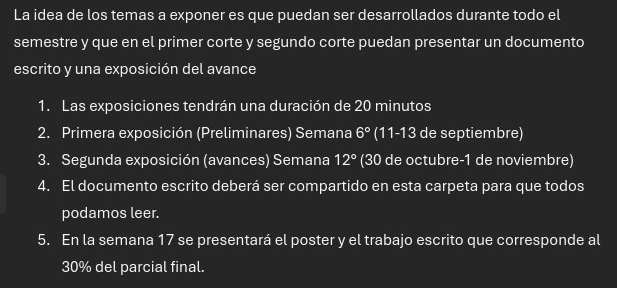 La idea de los temas a exponer es que puedan ser desarrollados durante todo el
semestre y que en el primer corte y segundo corte puedan presentar un documento
escrito y una exposición del avance
1. Las exposiciones tendrán una duración de 20 minutos
2. Primera exposición (Preliminares) Semana 6° (11-13 de septiembre)
3. Segunda exposición (avances) Semana 12° (30 de octubre-1 de noviembre)
4. El documento escrito deberá ser compartido en esta carpeta para que todos
podamos leer.
5. En la semana 17 se presentará el poster y el trabajo escrito que corresponde al
30% del parcial final.